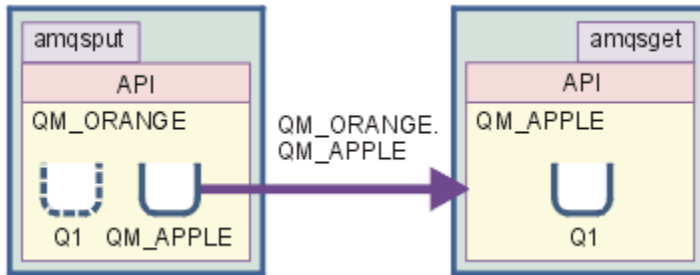 amqsput
API
QM_ORANGE
Q1 QM_APPLE
QM_ORANGE.
QM_APPLE
amqsget
API
QM_APPLE
Q1